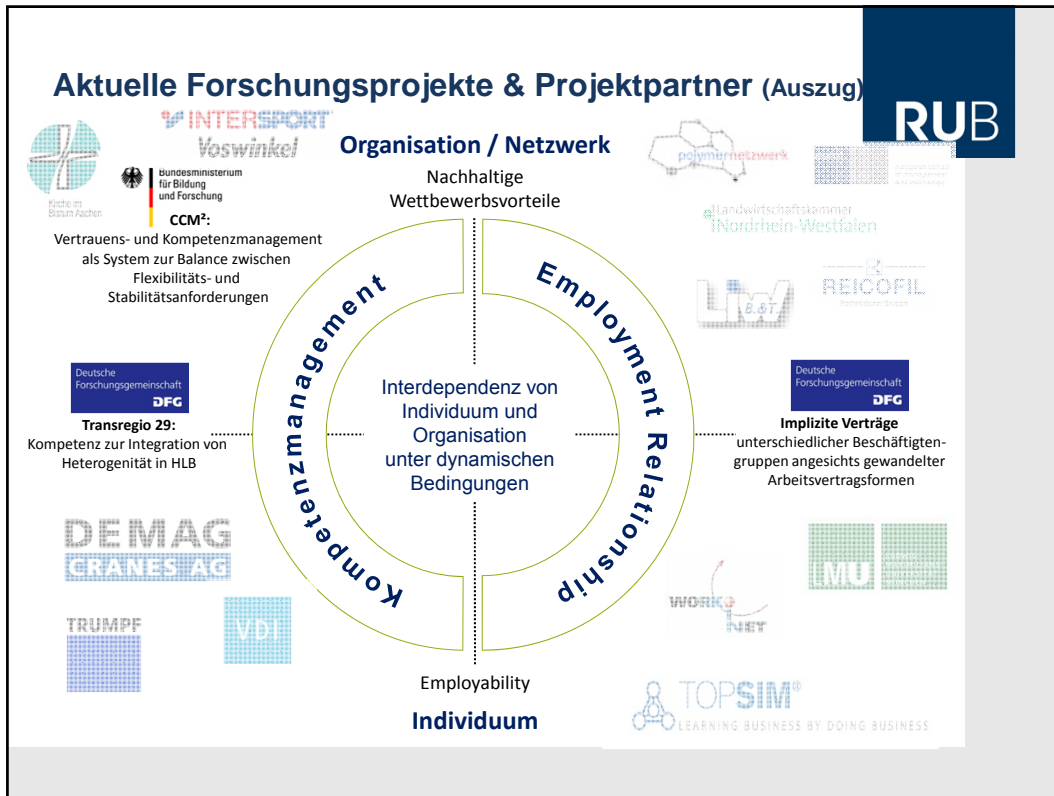 Aktuelle Forschungsprojekte & Projektpartner (Auszug)
RUB
Kirche im
Bistum Aachen
INTERSPORT
Voswinkel
Bundesministerium
für Bildung
und Forschung
CCM²:
Vertrauens- und Kompetenzmanagement
als System zur Balance zwischen
Flexibilitäts- und
Stabilitätsanforderungen
Organisation / Netzwerk
Nachhaltige
Wettbewerbsvorteile
polymernetzwerk
Landwirtschaftskammer
Nordrhein-Westfalen
B.&T.
REICOFIL
Kompetenzmanagement
Employment Relationship
Interdependenz von
Individuum und
Organisation
unter dynamischen
Bedingungen
Deutsche
Forschungsgemeinschaft
DFG
Transregio 29:
Kompetenz zur Integration von
Heterogenität in HLB
Deutsche
Forschungsgemeinschaft
DFG
Implizite Verträge
unterschiedlicher Beschäftigten-
gruppen angesichts gewandelter
Arbeitsvertragsformen
DEMAG
CRANES AG
TRUMPF
VDI
LMU
WORK
NET
Employability
Individuum
TOPSIM®
LEARNING BUSINESS BY DOING BUSINESS